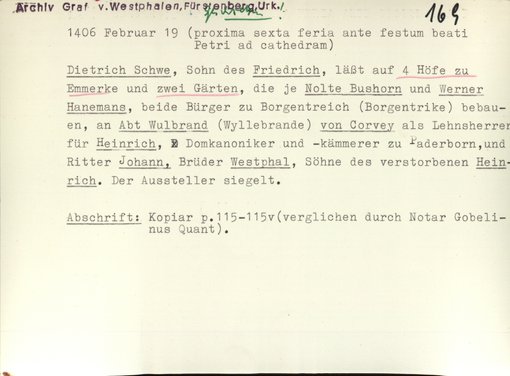 Archiv Graf v.Westphalen,Fürstenberg,Urk.!
169
1406 Februar 19 (proxima sexta feria ante festum beati
Petri ad cathedram)
Dietrich Schwe, Sohn des Friedrich, läßt auf 4 Höfe zu
Emmerke und zwei Gärten, die je Nolte Bushorn und Werner
Hanemans, beide Bürger zu Borgentreich (Borgentrike) bebau-
en, an Abt Wulbrand (Wyllebrande) von Corvey als Lehnsherren
für Heinrich, Domkanoniker und -kämmerer zu Paderborn,und
Ritter Johann, Brüder Westphal, Söhne des verstorbenen Hein-
rich. Der Aussteller siegelt.
Abschrift: Kopiar p.115-115v(verglichen durch Notar Gobeli-
nus Quant).